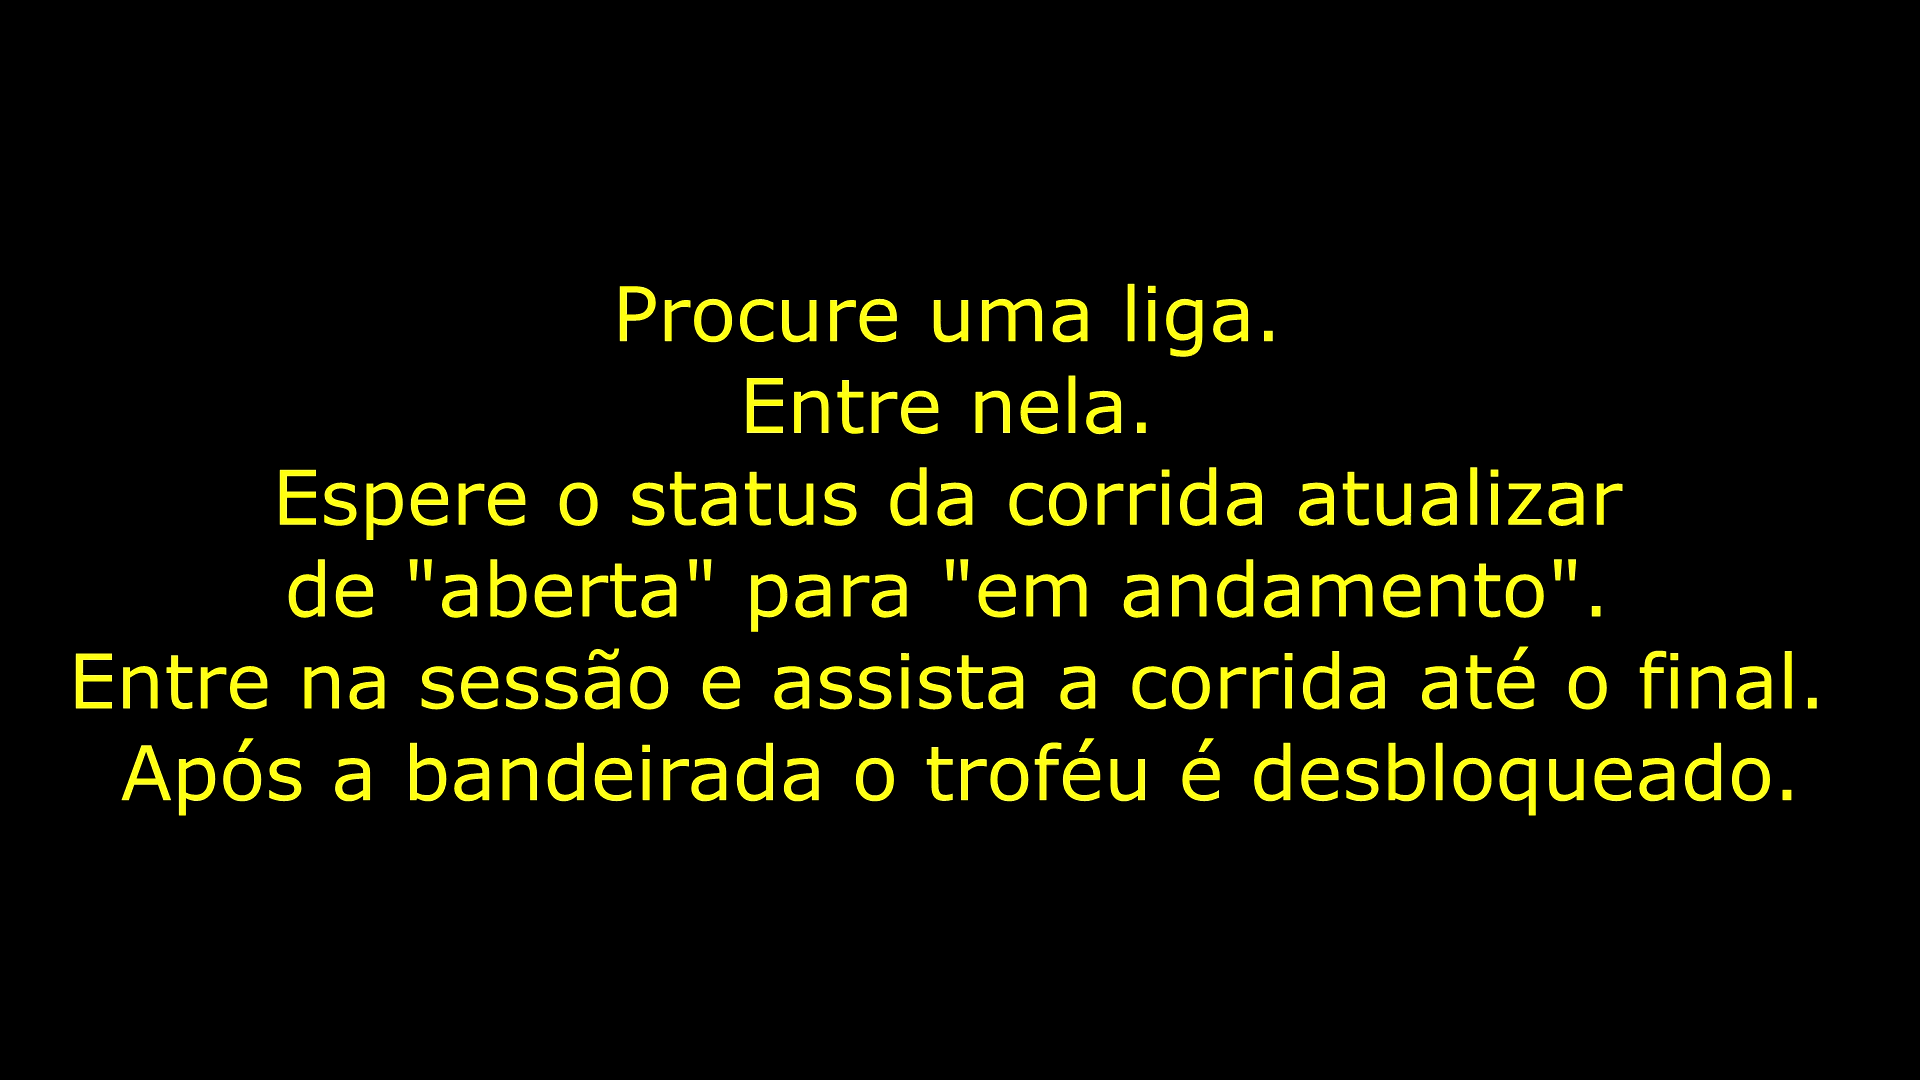 Procure uma liga.
Entre nela.
Espere o status da corrida atualizar
de "aberta" para "em andamento".
Entre na sessão e assista a corrida até o final.
Após a bandeirada o troféu é desbloqueado.